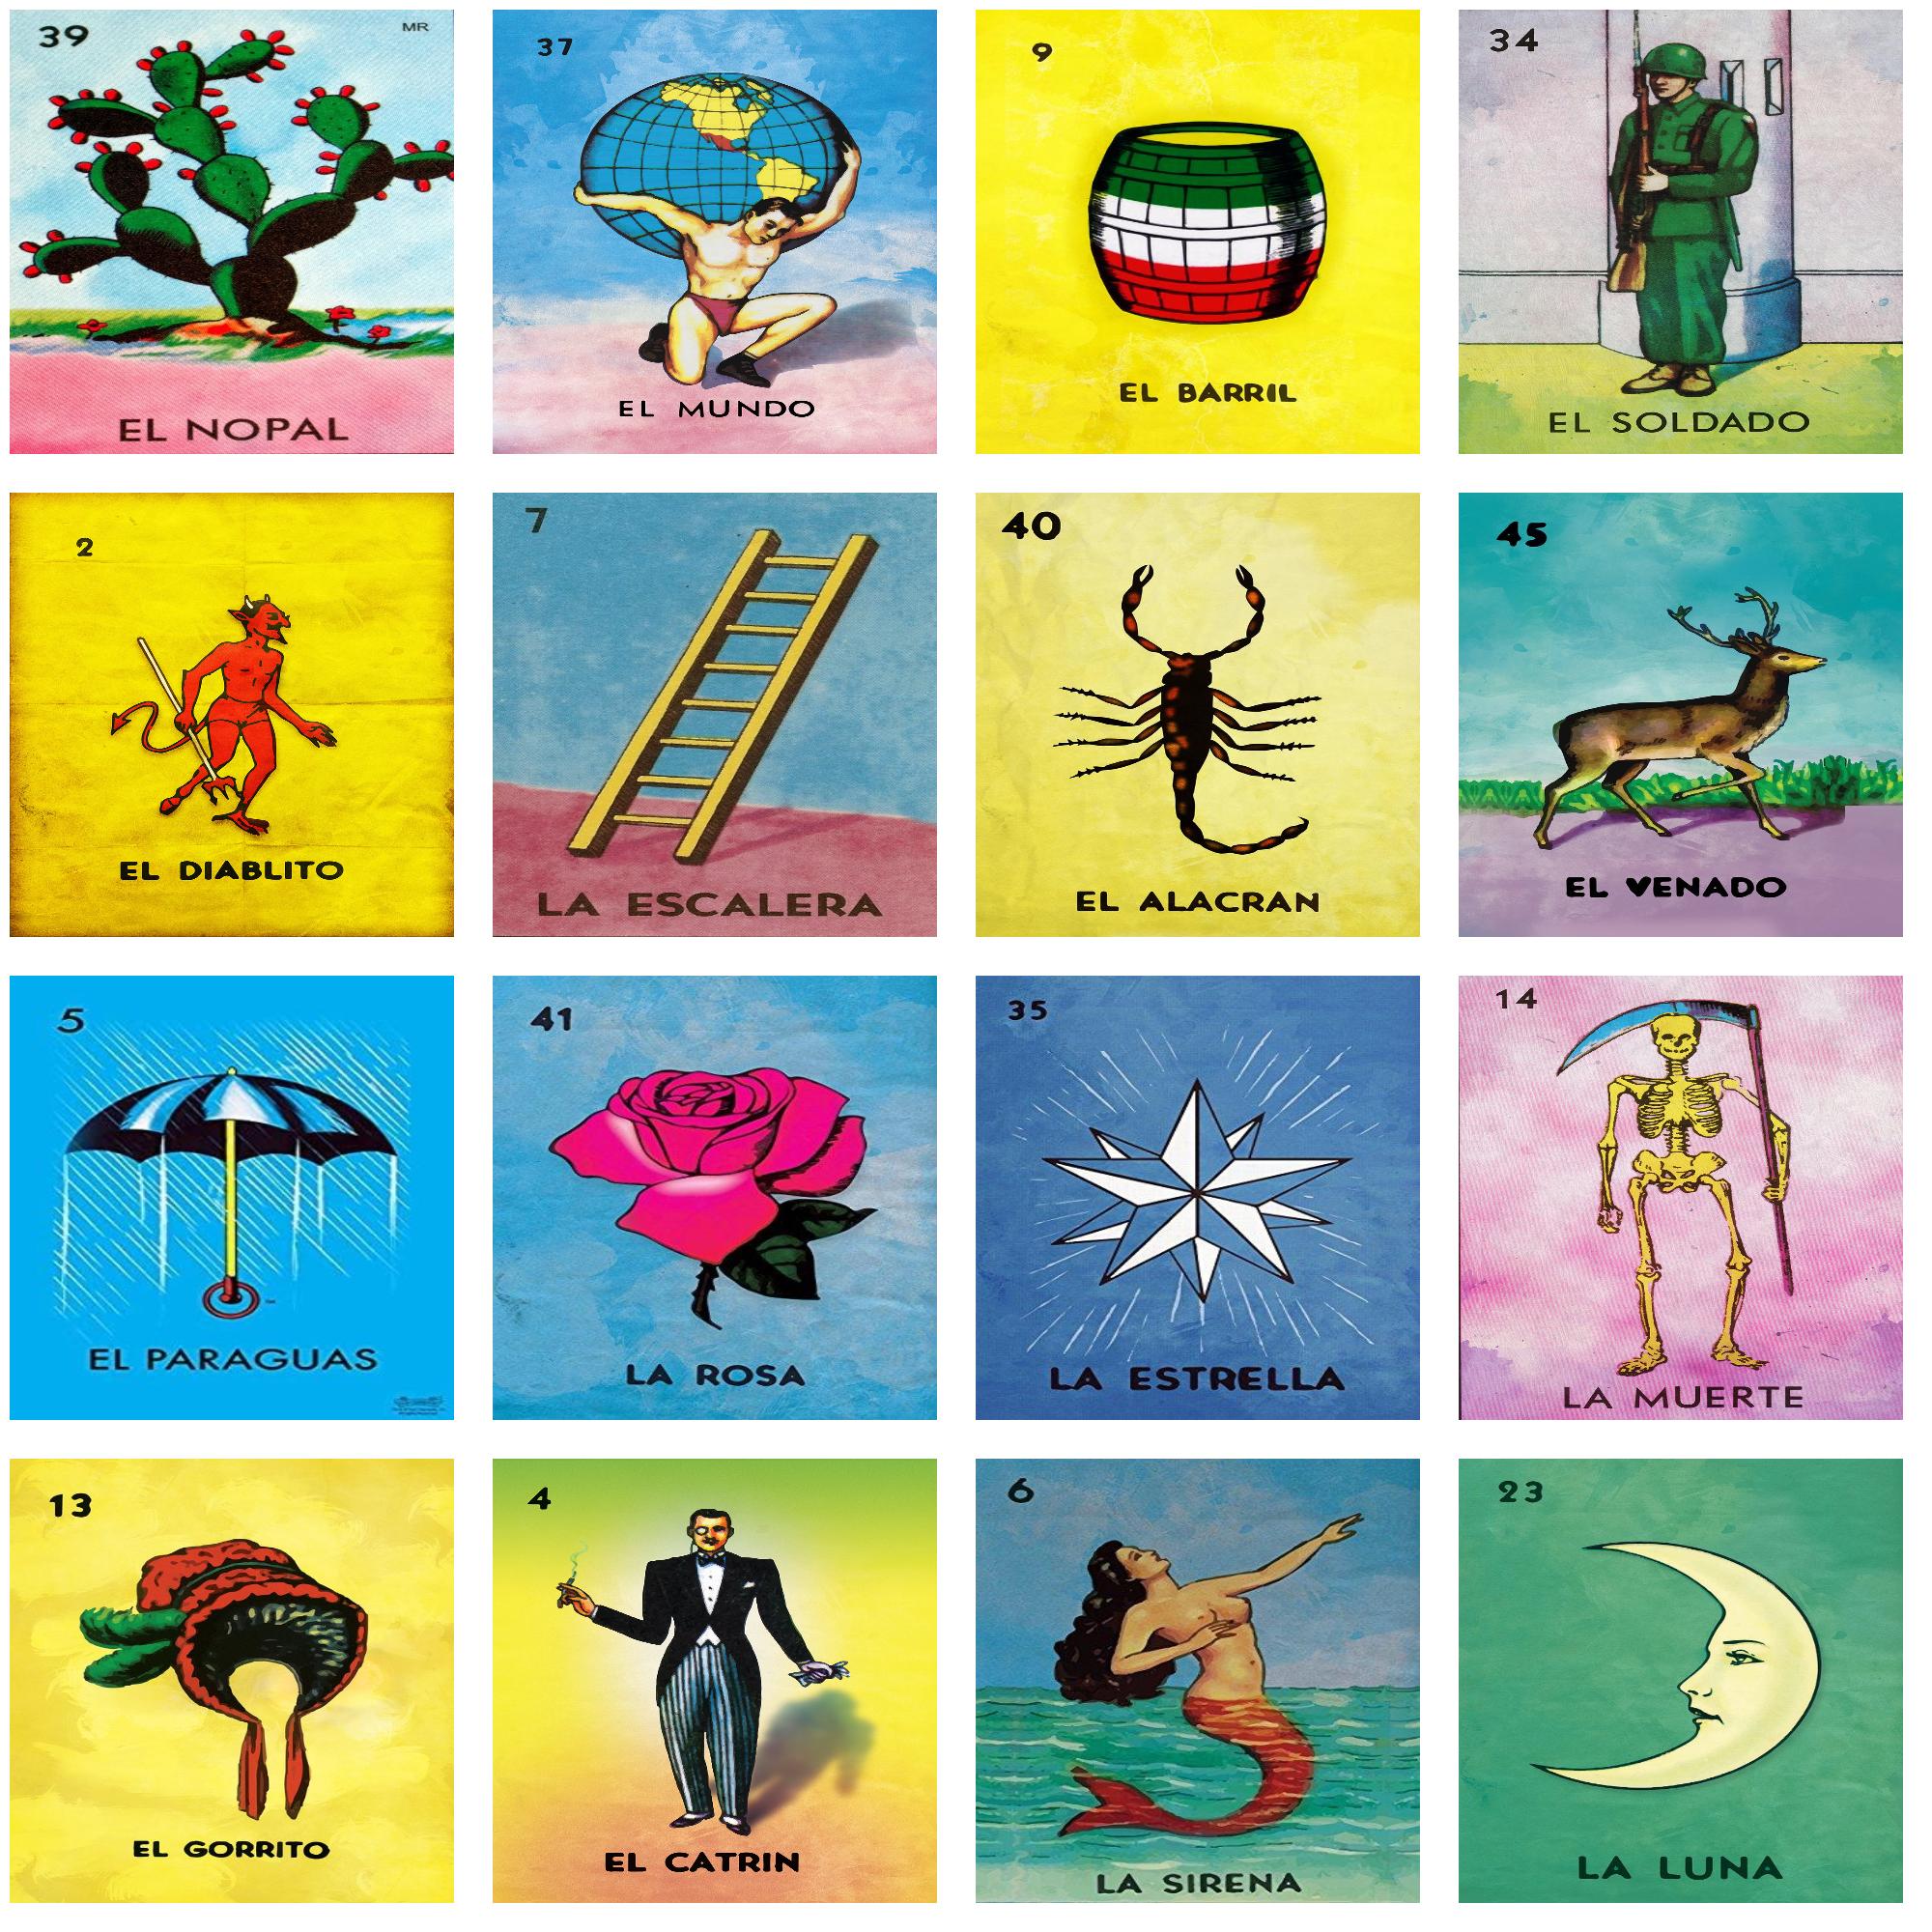 39 MR
EL NOPAL
37
EL MUNDO
9
EL BARRIL
34
EL SOLDADO
2
EL DIABLITO
7
LA ESCALERA
40
EL ALACRAN
45
EL VENADO
5
EL PARAGUAS
41
LA ROSA
35
LA ESTRELLA
14
LA MUERTE
13
EL GORRITO
4
EL CATRIN
6
LA SIRENA
23
LA LUNA